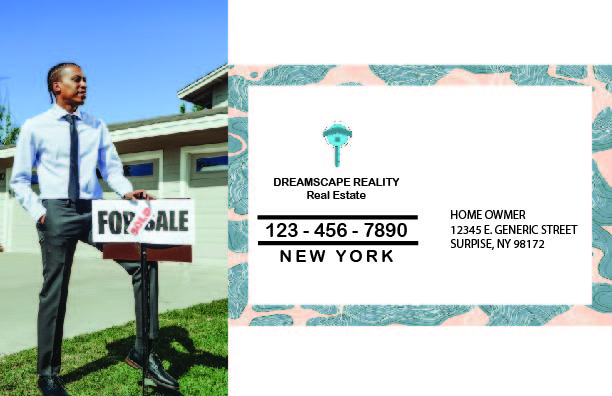 FOR SALE
SOLD
DREAMSCAPE REALITY
Real Estate
123 - 456 - 7890
NEW YORK
HOME OWMER
12345 E. GENERIC STREET
SURPISE, NY 98172